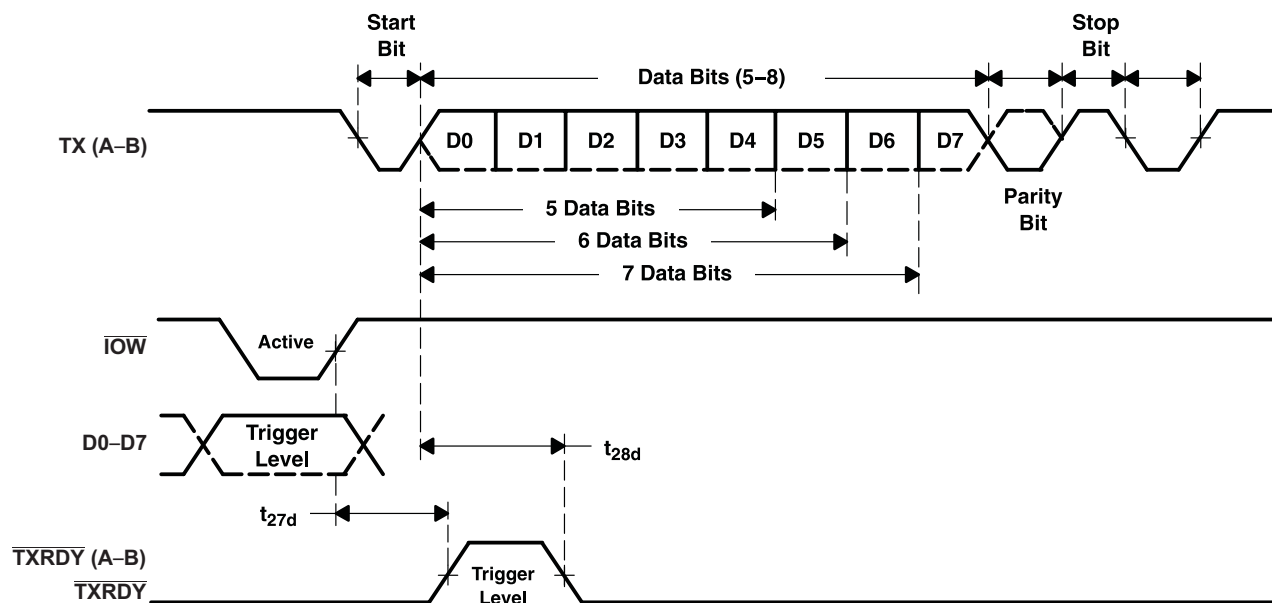 Start
Bit
Data Bits (5–8)
Stop
Bit
TX (A–B)
D0 D1 D2 D3 D4 D5 D6 D7
Parity
Bit
5 Data Bits
6 Data Bits
7 Data Bits
IOW
Active
D0–D7
Trigger
Level
t28d
t27d
TXRDY (A–B)
TXRDY
Trigger
Level